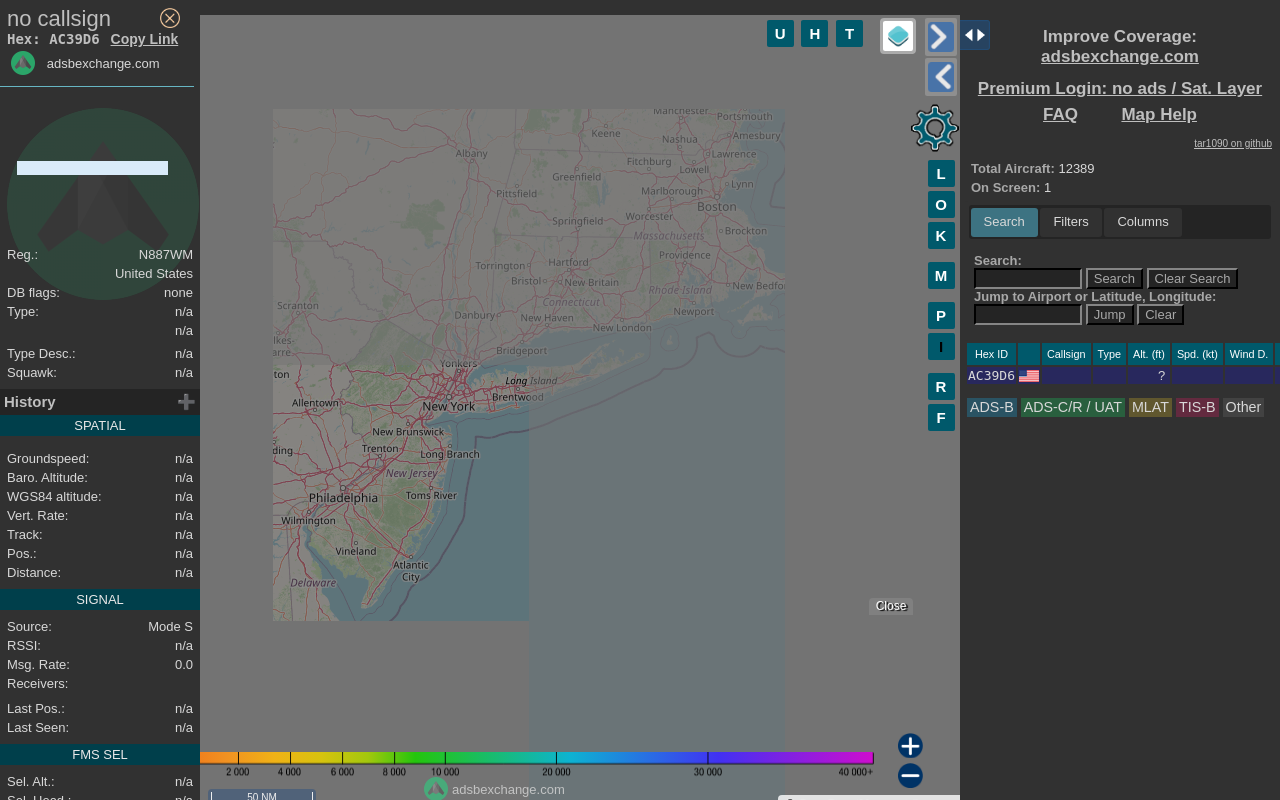 no callsign
Hex: AC39D6 Copy Link
adsbexchange.com
Reg.: N887WM
United States
DB flags: none
Type: n/a
n/a
Type Desc.: n/a
Squawk: n/a
History
SPATIAL
Groundspeed: n/a
Baro. Altitude: n/a
WGS84 altitude: n/a
Vert. Rate: n/a
Track: n/a
Pos.: n/a
Distance: n/a
SIGNAL
Source: Mode S
RSSI: n/a
Msg. Rate: 0.0
Receivers:
Last Pos.: n/a
Last Seen: n/a
FMS SEL
Sel. Alt.: n/a
Sel. Head.: n/a
U H T
L
O
K
M
P
I
R
F
Manchester
Portsmouth
Keene
Nashua
Amesbury
Albany
Fitchburg
Lawrence
Greenfield
Lowell
Pittsfield
Marlborough
Lynn
Springfield
Worcester
Boston
Massachusetts
Brockton
Torrington
Hartford
Providence
Bristol
New Britain
Rhode Island
New Bedfor
Scranton
Connecticut
Danbury
New Haven
New London
Newport
lkes-
arre
Bridgeport
Yonkers
ton
Long Island
Allentown
New York
Brentwood
New Brunswick
ding
Trenton
Long Branch
New Jersey
Philadelphia
Toms River
Wilmington
Vineland
Atlantic
City
Delaware
Close
2 000 4 000 6 000 8 000 10 000 20 000 30 000 40 000+
adsbexchange.com
50 NM
Improve Coverage:
adsbexchange.com
Premium Login: no ads / Sat. Layer
FAQ Map Help
tar1090 on github
Total Aircraft: 12389
On Screen: 1
Search Filters Columns
Search:
Search Clear Search
Jump to Airport or Latitude, Longitude:
Jump Clear
Hex ID Callsign Type Alt. (ft) Spd. (kt) Wind D.
AC39D6 ?
ADS-B ADS-C/R / UAT MLAT TIS-B Other